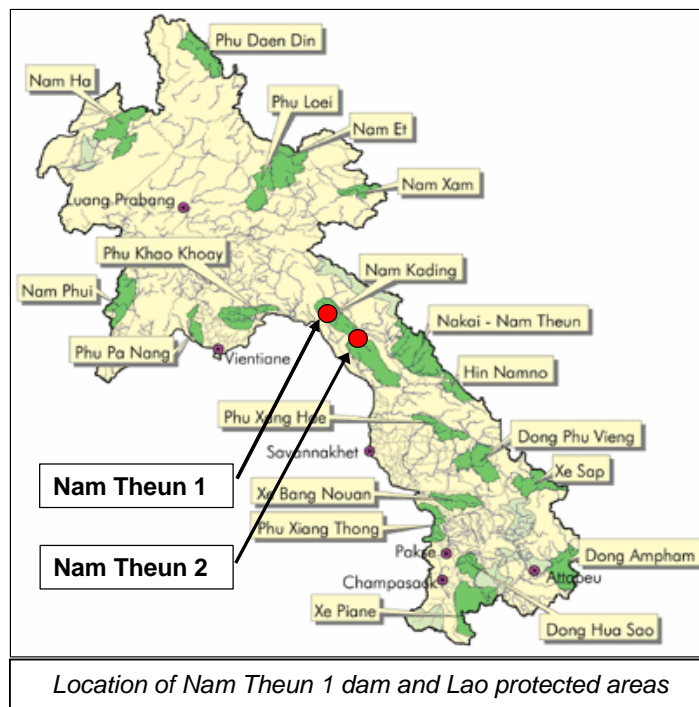 Phu Daen Din
Nam Ha
Phu Loei
Nam Et
Nam Xam
Luang Prabang
Phu Khao Khoay
Nam Kading
Nam Phui
Nakai - Nam Theun
Phu Pa Nang
Vientiane
Hin Namno
Phu Xang Hae
Dong Phu Vieng
Savannakhet
Xe Sap
Nam Theun 1
Xe Bang Nouan
Phu Xiang Thong
Nam Theun 2
Pakse
Dong Ampham
Champasack
Attapeu
Xe Piane
Dong Hua Sao
Location of Nam Theun 1 dam and Lao protected areas